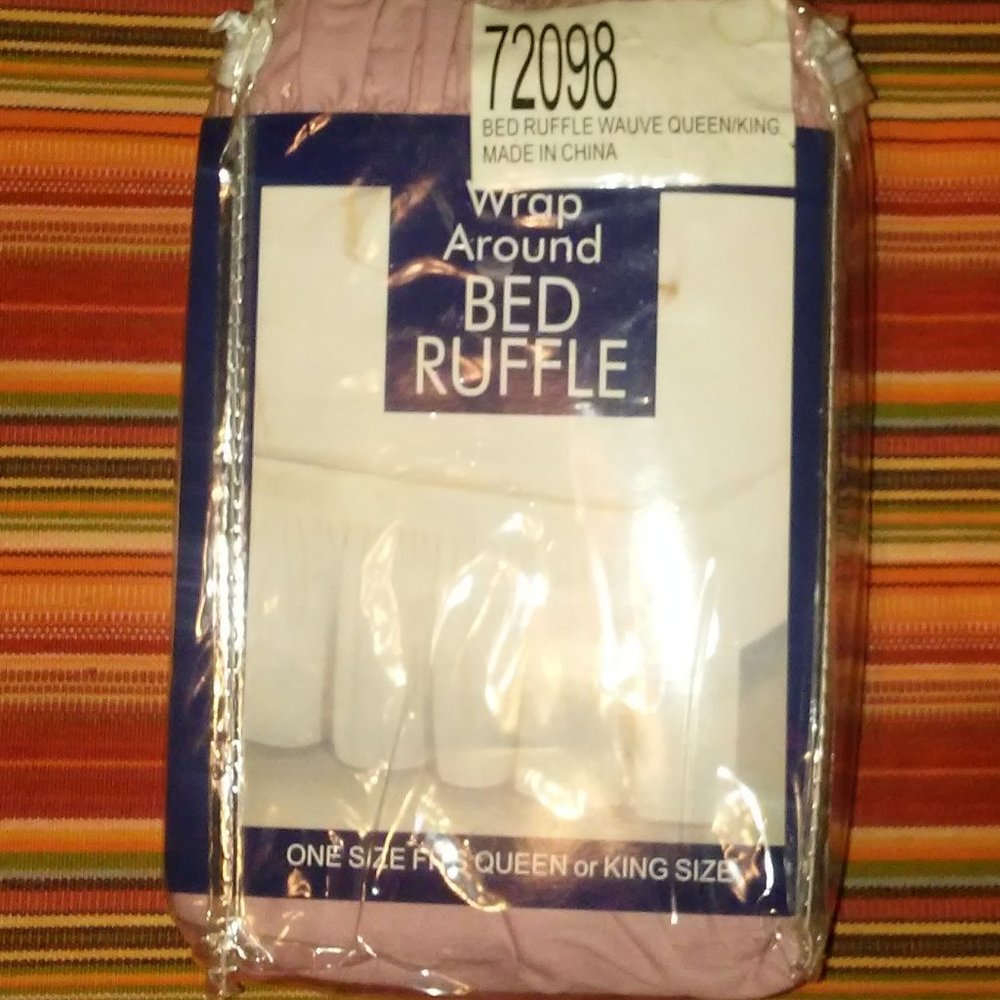 72098
BED RUFFLE WAUVE QUEEN/KING
MADE IN CHINA
Wrap
Around
BED
RUFFLE
ONE SIZE FITS QUEEN or KING SIZE